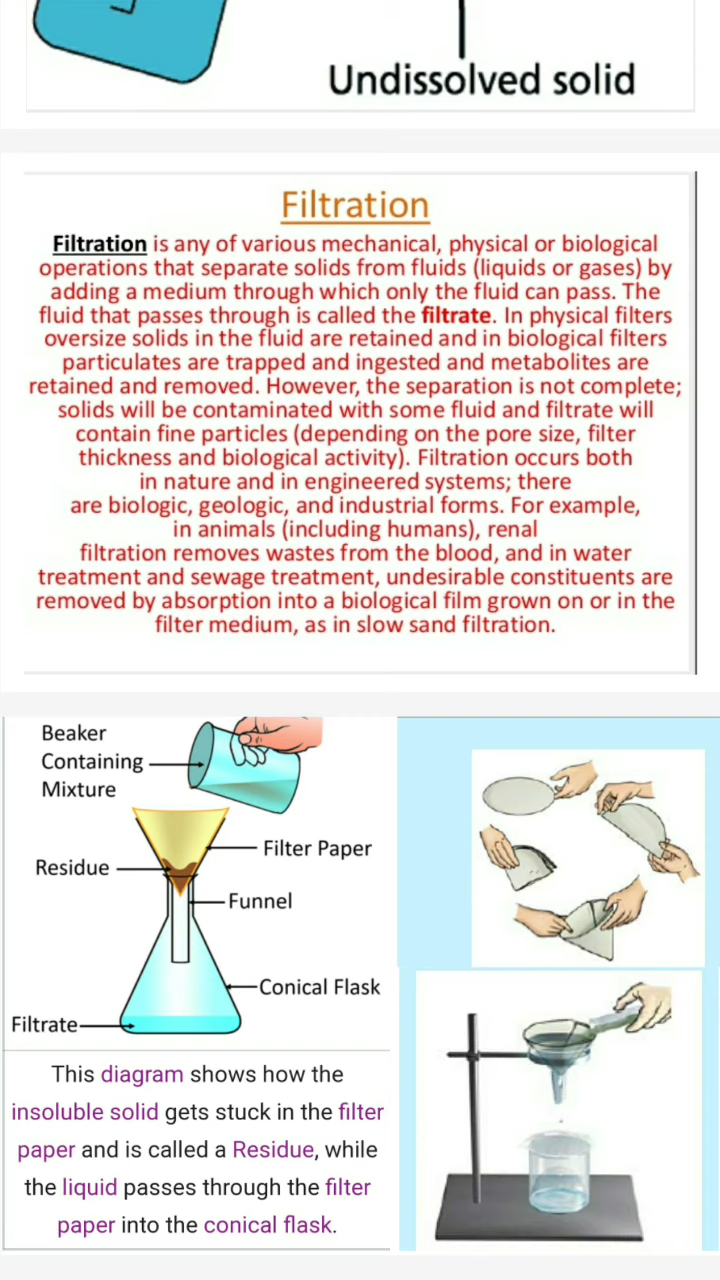 Undissolved solid
Filtration
Filtration is any of various mechanical, physical or biological
operations that separate solids from fluids (liquids or gases) by
adding a medium through which only the fluid can pass. The
fluid that passes through is called the filtrate. In physical filters
oversize solids in the fluid are retained and in biological filters
particulates are trapped and ingested and metabolites are
retained and removed. However, the separation is not complete;
solids will be contaminated with some fluid and filtrate will
contain fine particles (depending on the pore size, filter
thickness and biological activity). Filtration occurs both
in nature and in engineered systems; there
are biologic, geologic, and industrial forms. For example,
in animals (including humans), renal
filtration removes wastes from the blood, and in water
treatment and sewage treatment, undesirable constituents are
removed by absorption into a biological film grown on or in the
filter medium, as in slow sand filtration.
Beaker
Containing
Mixture
Filter Paper
Residue
Funnel
Conical Flask
Filtrate
This diagram shows how the
insoluble solid gets stuck in the filter
paper and is called a Residue, while
the liquid passes through the filter
paper into the conical flask.